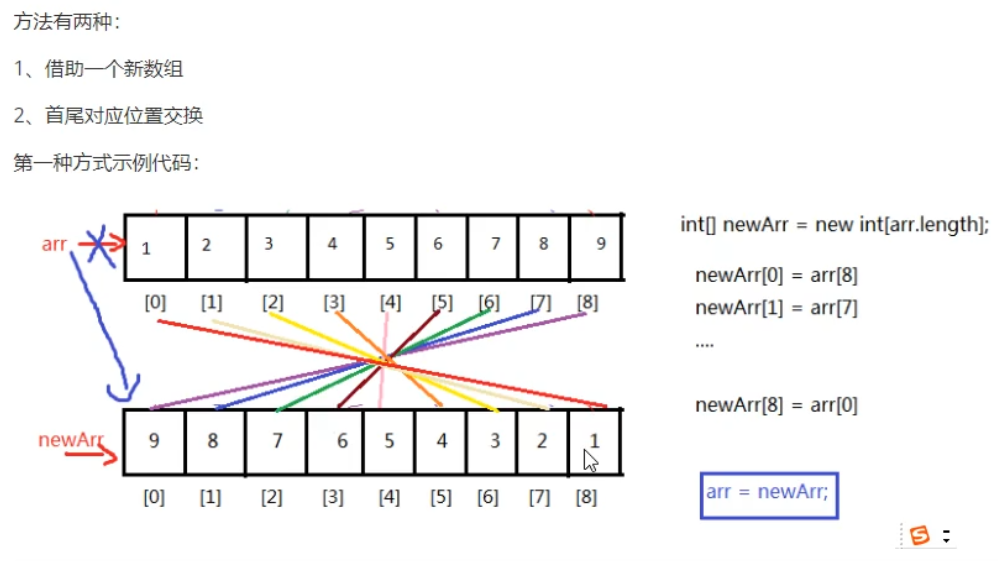 方法有两种：
1、借助一个新数组
2、首尾对应位置交换
第一种方式示例代码：
arr
1 2 3 4 5 6 7 8 9
[0] [1] [2] [3] [4] [5] [6] [7] [8]
newArr
9 8 7 6 5 4 3 2 1
[0] [1] [2] [3] [4] [5] [6] [7] [8]
int[] newArr = new int[arr.length];
newArr[0] = arr[8]
newArr[1] = arr[7]
....
newArr[8] = arr[0]
arr = newArr;
S